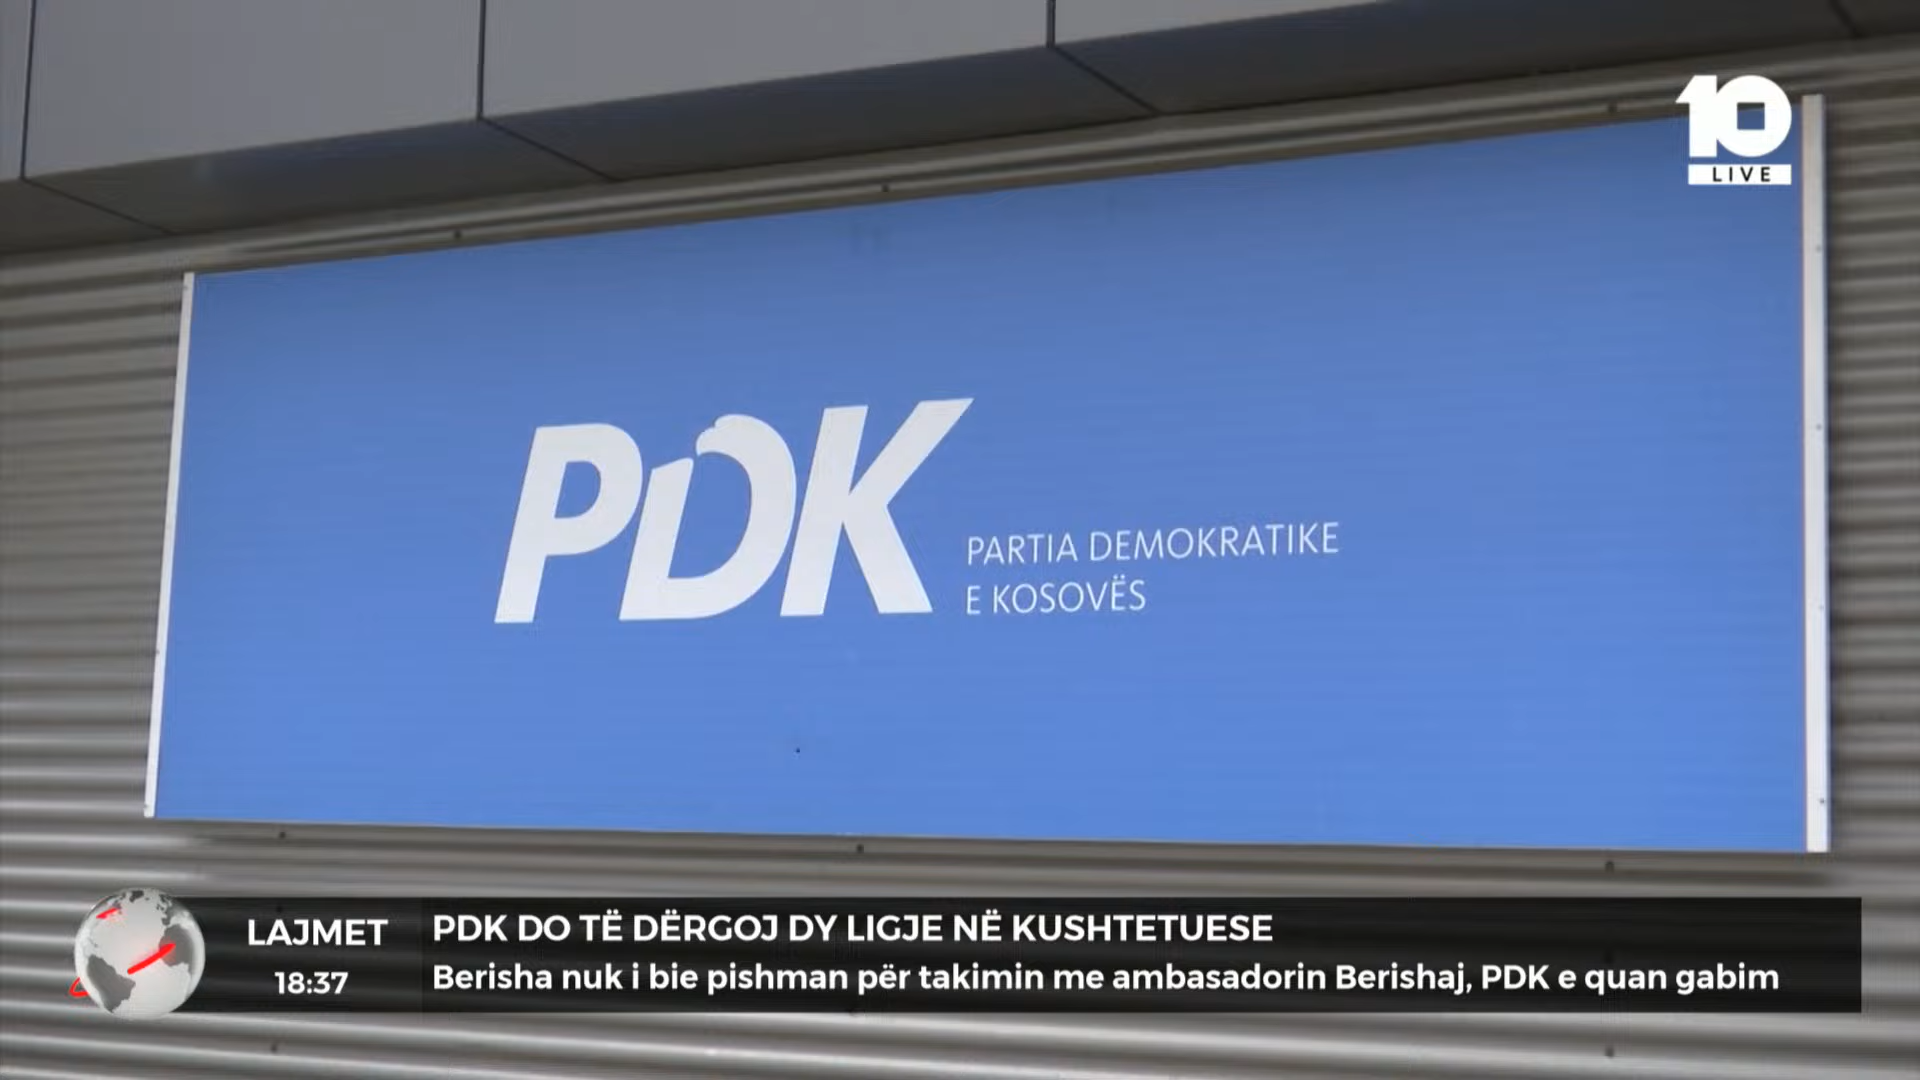 10
LIVE
PDK
PARTIA DEMOKRATIKE
E KOSOVËS
LAJMET
18:37
PDK DO TË DËRGOJ DY LIGJE NË KUSHTETUESE
Berisha nuk i bie pishman për takimin me ambasadorin Berishaj, PDK e quan gabim